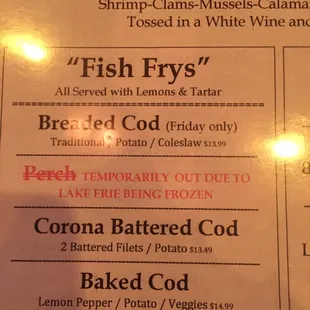 Shrimp-Clams-Mussels-Calama
Tossed in a White Wine and
"Fish Frys"
All Served with Lemons & Tartar
Breaded Cod (Friday only)
Traditional / Potato / Coleslaw $13.99
Perch TEMPORARILY OUT DUE TO
LAKE ERIE BEING FROZEN
Corona Battered Cod
2 Battered Filets / Potato $13.49
Baked Cod
Lemon Pepper / Potato / Veggies $14.99
8
L